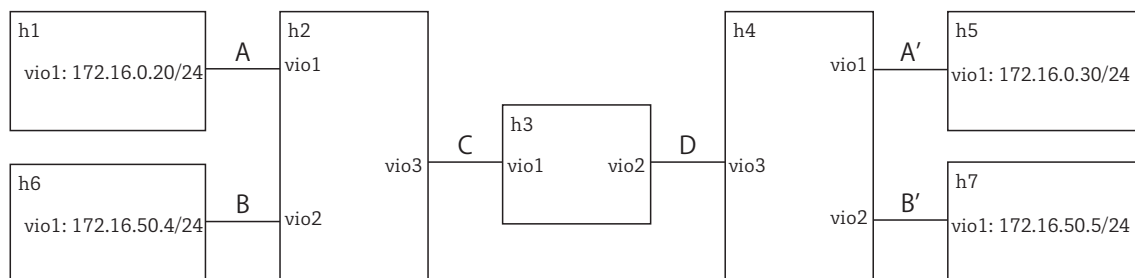 h1
vio1: 172.16.0.20/24
A
h2
vio1
h6
vio1: 172.16.50.4/24
B
vio2
vio3
C
h3
vio1
vio2
D
h4
vio3
vio1
A′
h5
vio1: 172.16.0.30/24
vio2
B′
h7
vio1: 172.16.50.5/24